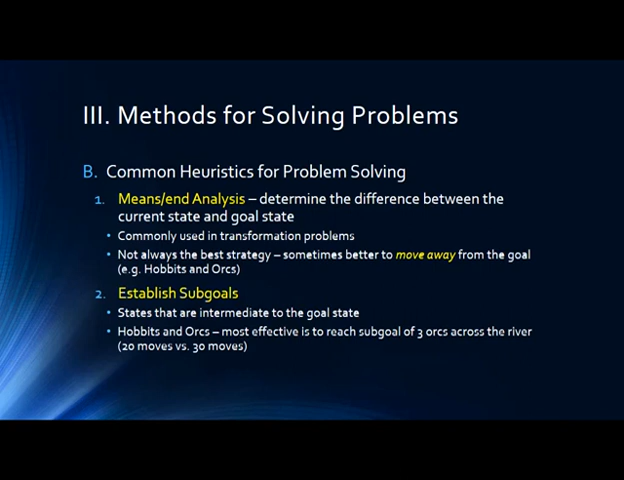 III. Methods for Solving Problems
B. Common Heuristics for Problem Solving
1. Means/end Analysis – determine the difference between the
current state and goal state
• Commonly used in transformation problems
• Not always the best strategy – sometimes better to move away from the goal
(e.g. Hobbits and Orcs)
2. Establish Subgoals
• States that are intermediate to the goal state
• Hobbits and Orcs – most effective is to reach subgoal of 3 orcs across the river
(20 moves vs. 30 moves)